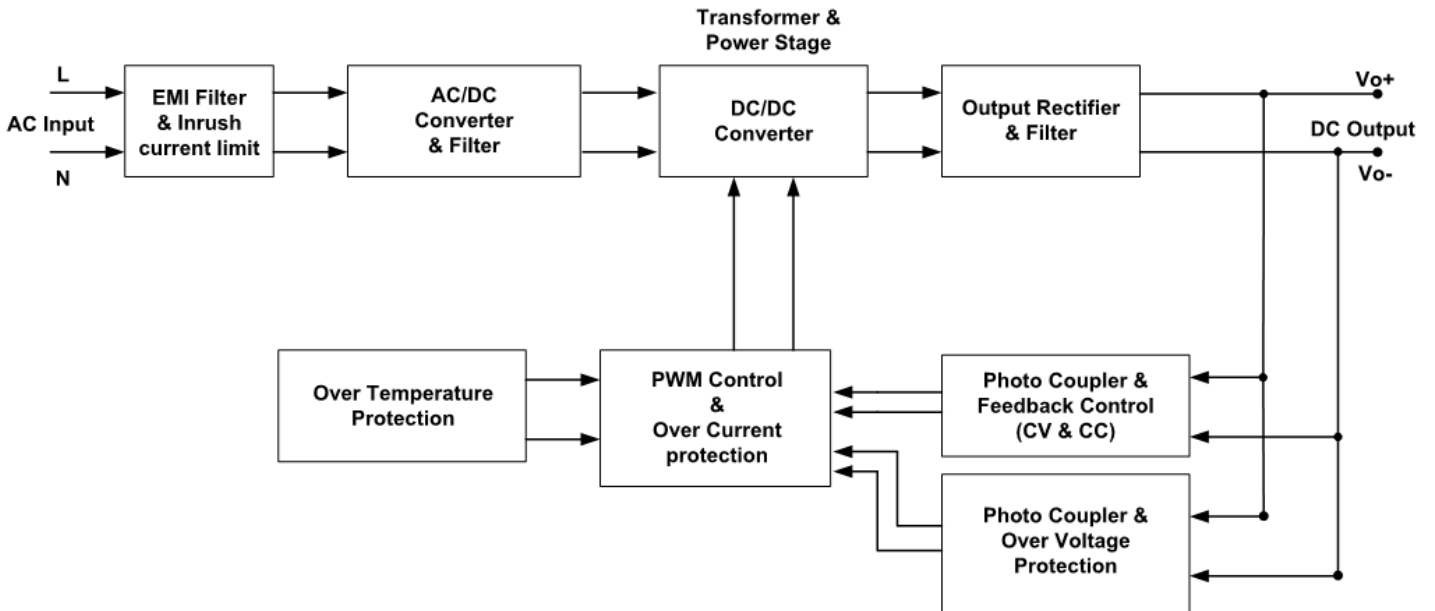 Transformer &
Power Stage
L
AC Input
N
EMI Filter
& Inrush
current limit
AC/DC
Converter
& Filter
DC/DC
Converter
Output Rectifier
& Filter
Vo+
DC Output
Vo-
Over Temperature
Protection
PWM Control
&
Over Current
protection
Photo Coupler &
Feedback Control
(CV & CC)
Photo Coupler &
Over Voltage
Protection